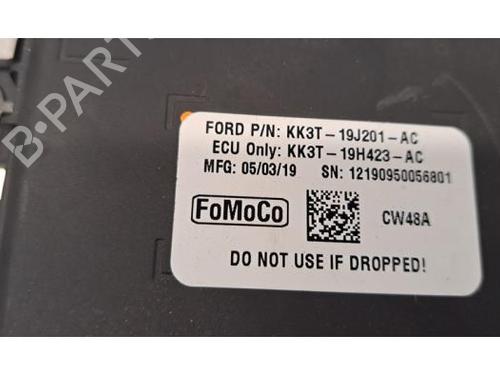 FORD P/N: KK3T-19J201-AC
ECU Only: KK3T-19H423-AC
MFG: 05/03/19 SN: 12190950056801
FoMoCo
CW48A
DO NOT USE IF DROPPED!
B-PARTS